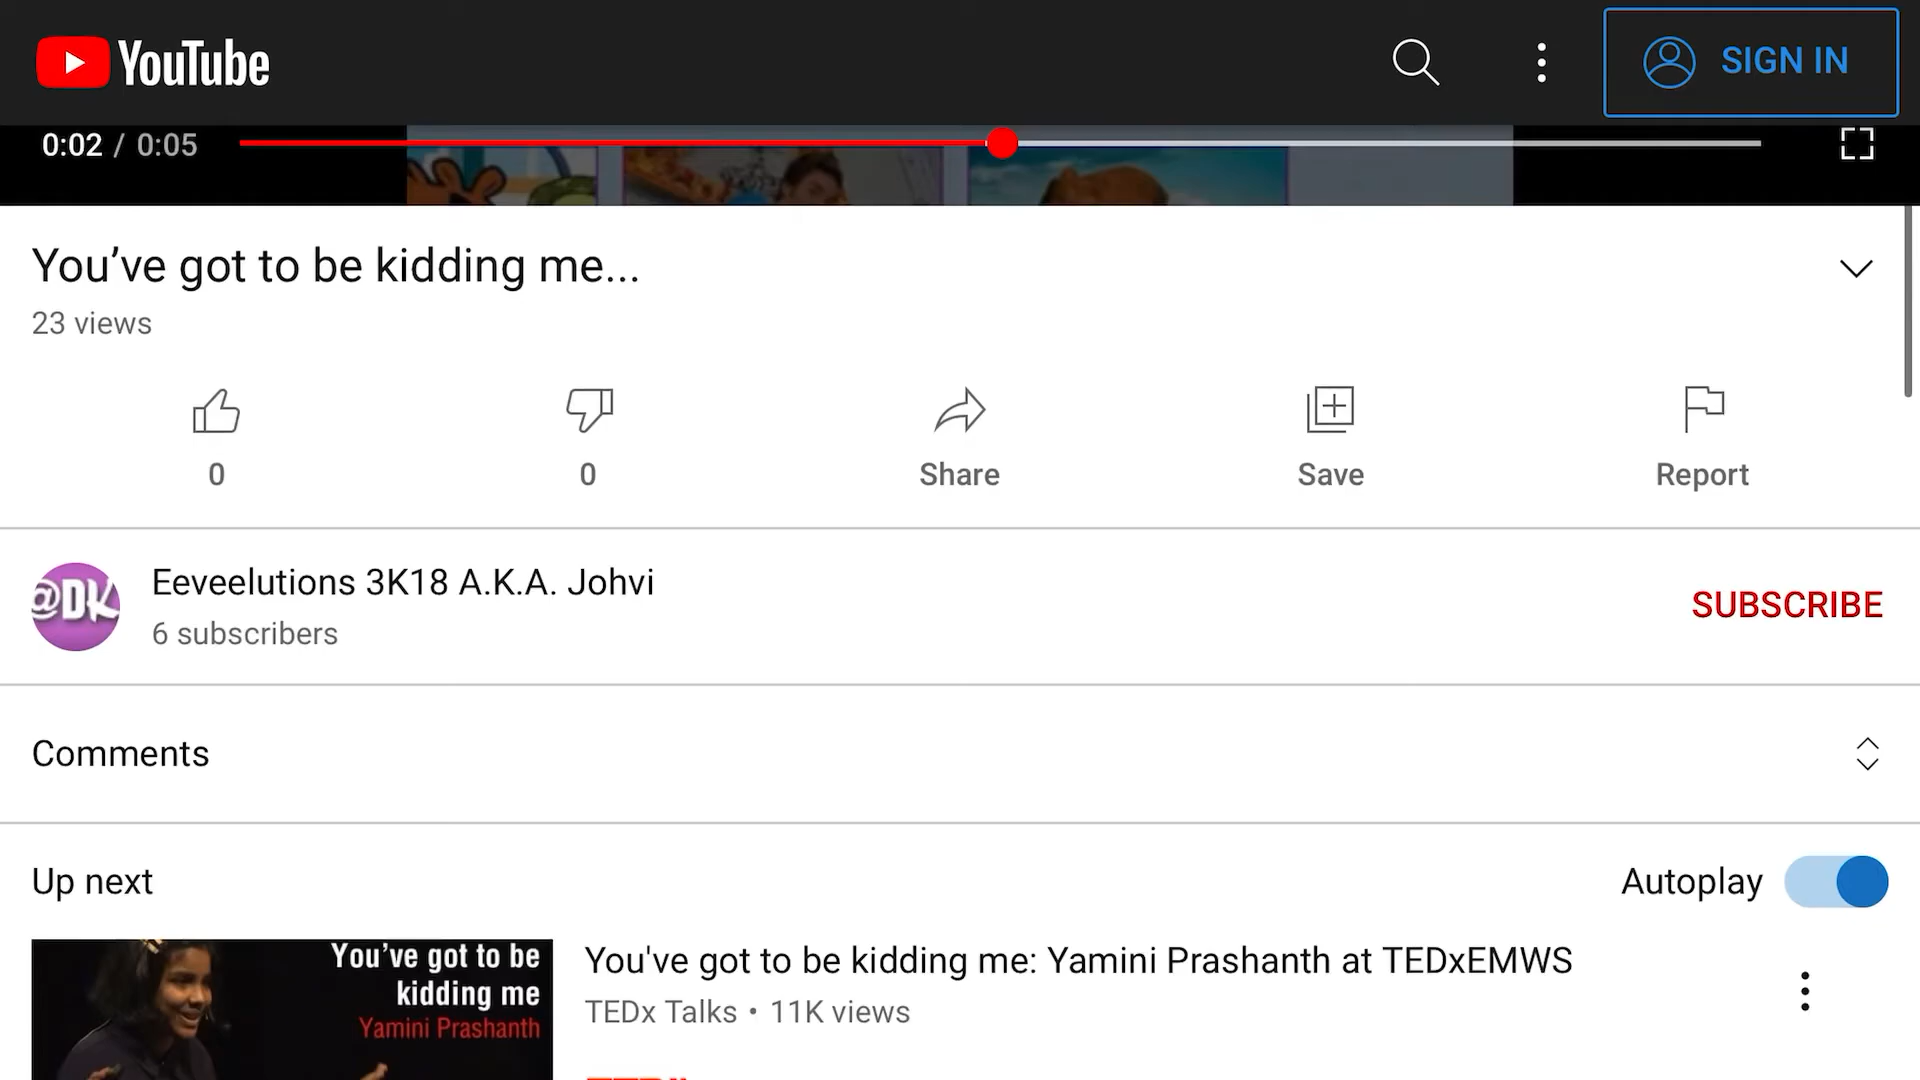 YouTube
SIGN IN
0:02 / 0:05
You’ve got to be kidding me...
23 views
0
0
Share
Save
Report
@DK
Eeveelutions 3K18 A.K.A. Johvi
6 subscribers
SUBSCRIBE
Comments
Up next
Autoplay
You’ve got to be
kidding me
Yamini Prashanth
You've got to be kidding me: Yamini Prashanth at TEDxEMWS
TEDx Talks • 11K views